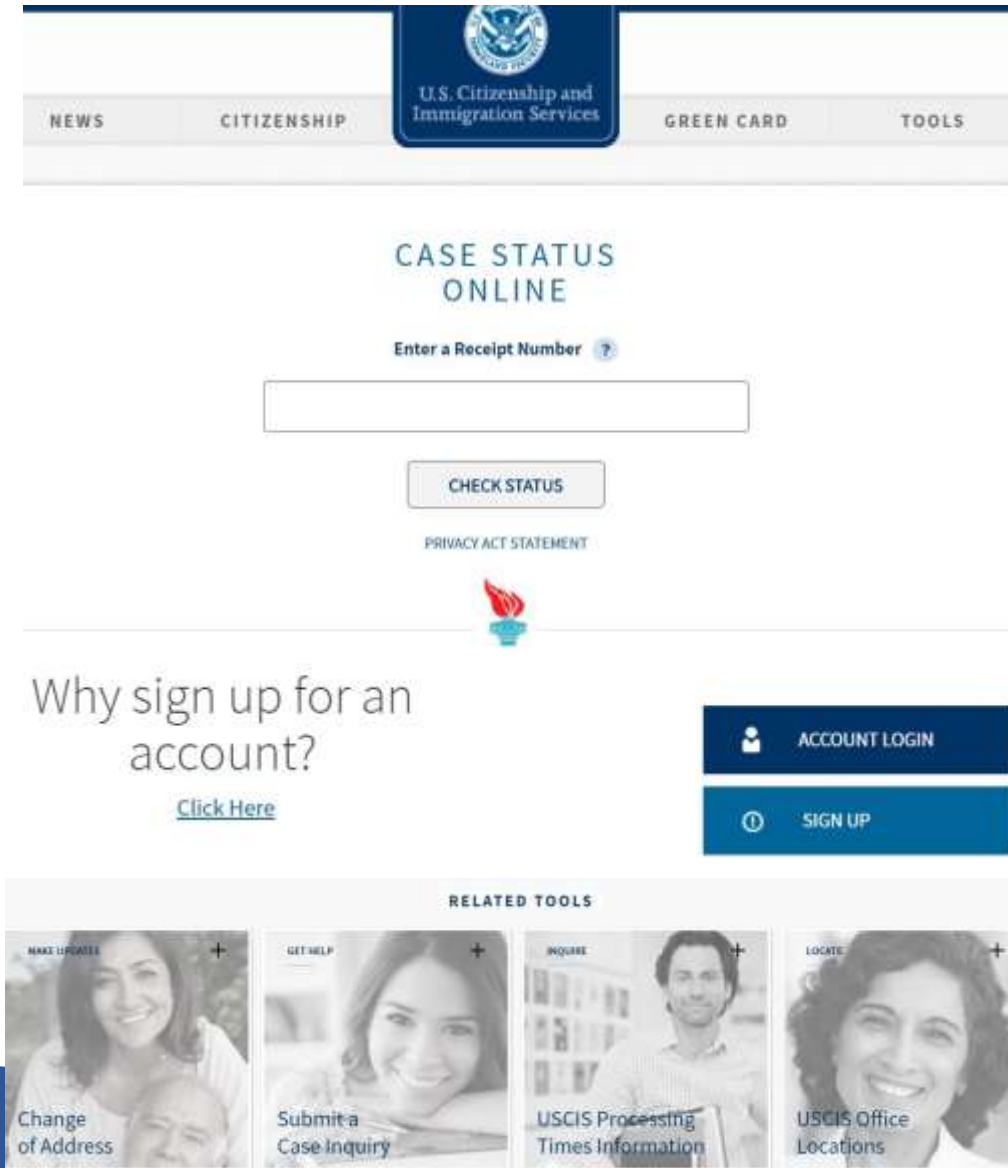 U.S. Citizenship and
Immigration Services
NEWS
CITIZENSHIP
GREEN CARD
TOOLS
CASE STATUS
ONLINE
Enter a Receipt Number ?
CHECK STATUS
PRIVACY ACT STATEMENT
Why sign up for an
account?
Click Here
ACCOUNT LOGIN
SIGN UP
RELATED TOOLS
MAKE UPDATES +
Change
of Address
GET HELP +
Submit a
Case Inquiry
INQUIRE +
USCIS Processing
Times Information
LOCATE +
USCIS Office
Locations